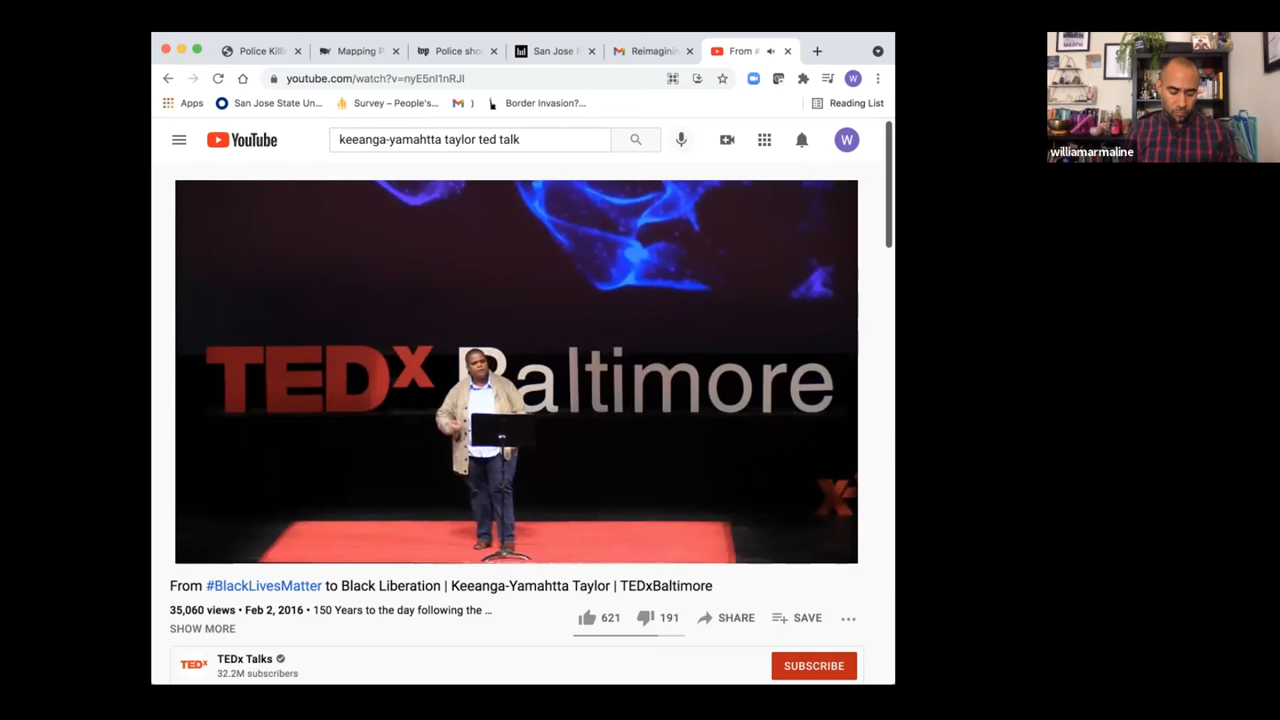 Police Killi
Mapping P
Police sho
San Jose
Reimagining
From #
youtube.com/watch?v=nyE5nI1nRJI
W
Apps
San Jose State Un...
Survey – People's...
)
Border Invasion?...
Reading List
YouTube
keeanga-yamahtta taylor ted talk
W
TEDx Baltimore
From #BlackLivesMatter to Black Liberation | Keeanga-Yamahtta Taylor | TEDxBaltimore
35,060 views • Feb 2, 2016 • 150 Years to the day following the ...
621
191
SHARE
SAVE
SHOW MORE
TEDx
TEDx Talks
32.2M subscribers
SUBSCRIBE
williamarmaline